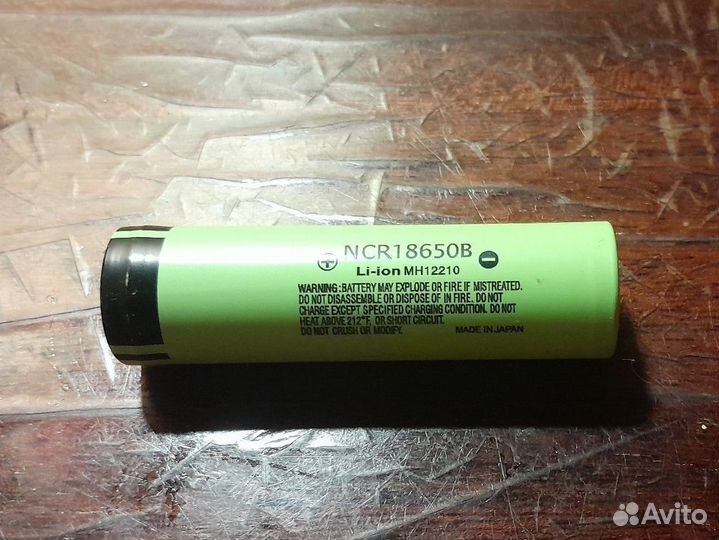 NCR18650B
Li-ion MH12210
WARNING: BATTERY MAY EXPLODE OR FIRE IF MISTREATED.
DO NOT DISASSEMBLE OR DISPOSE OF IN FIRE. DO NOT
CHARGE EXCEPT SPECIFIED CHARGING CONDITION. DO NOT
HEAT ABOVE 212°F, OR SHORT CIRCUIT.
DO NOT CRUSH OR MODIFY.
MADE IN JAPAN
Avito